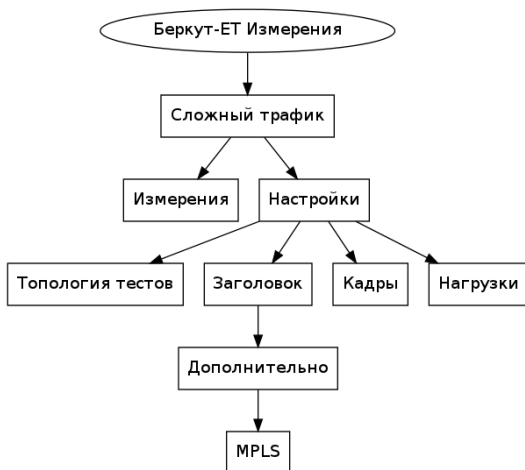 Беркут-ЕТ Измерения
Сложный трафик
Измерения
Настройки
Топология тестов
Заголовок
Кадры
Нагрузки
Дополнительно
MPLS